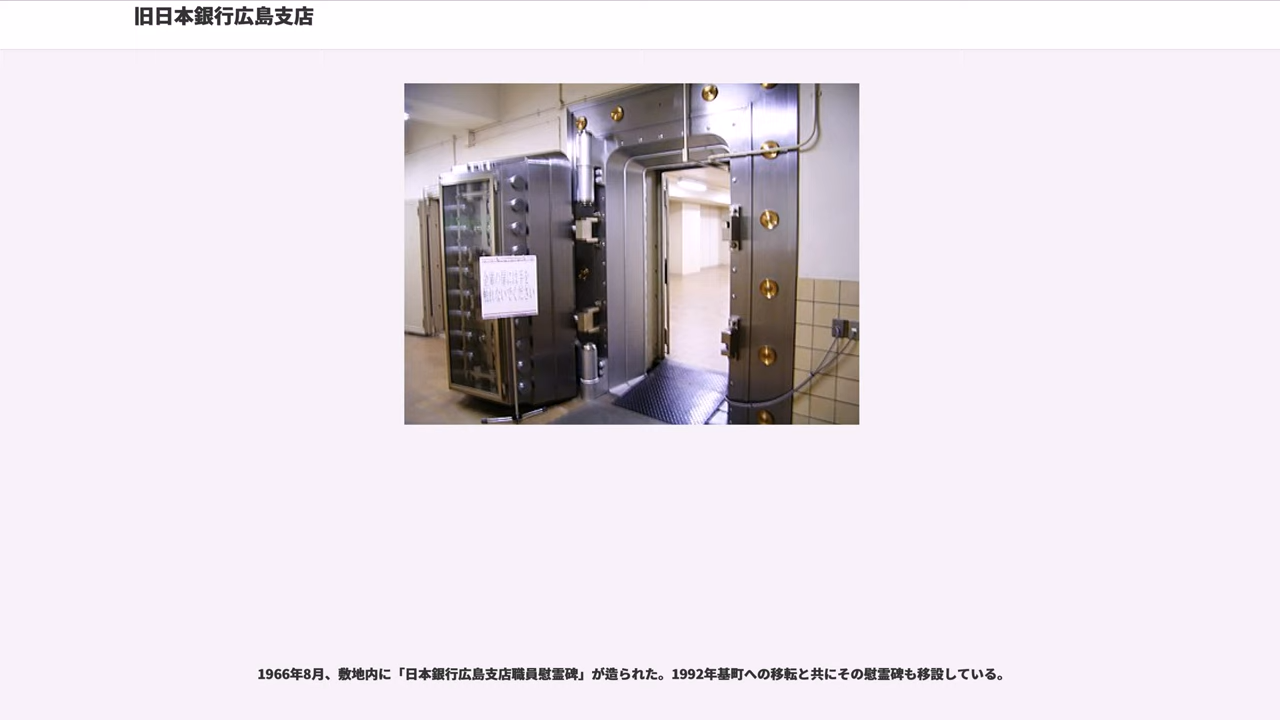 旧日本銀行広島支店
1966年8月、敷地内に「日本銀行広島支店職員慰霊碑」が造られた。1992年基町への移転と共にその慰霊碑も移設している。